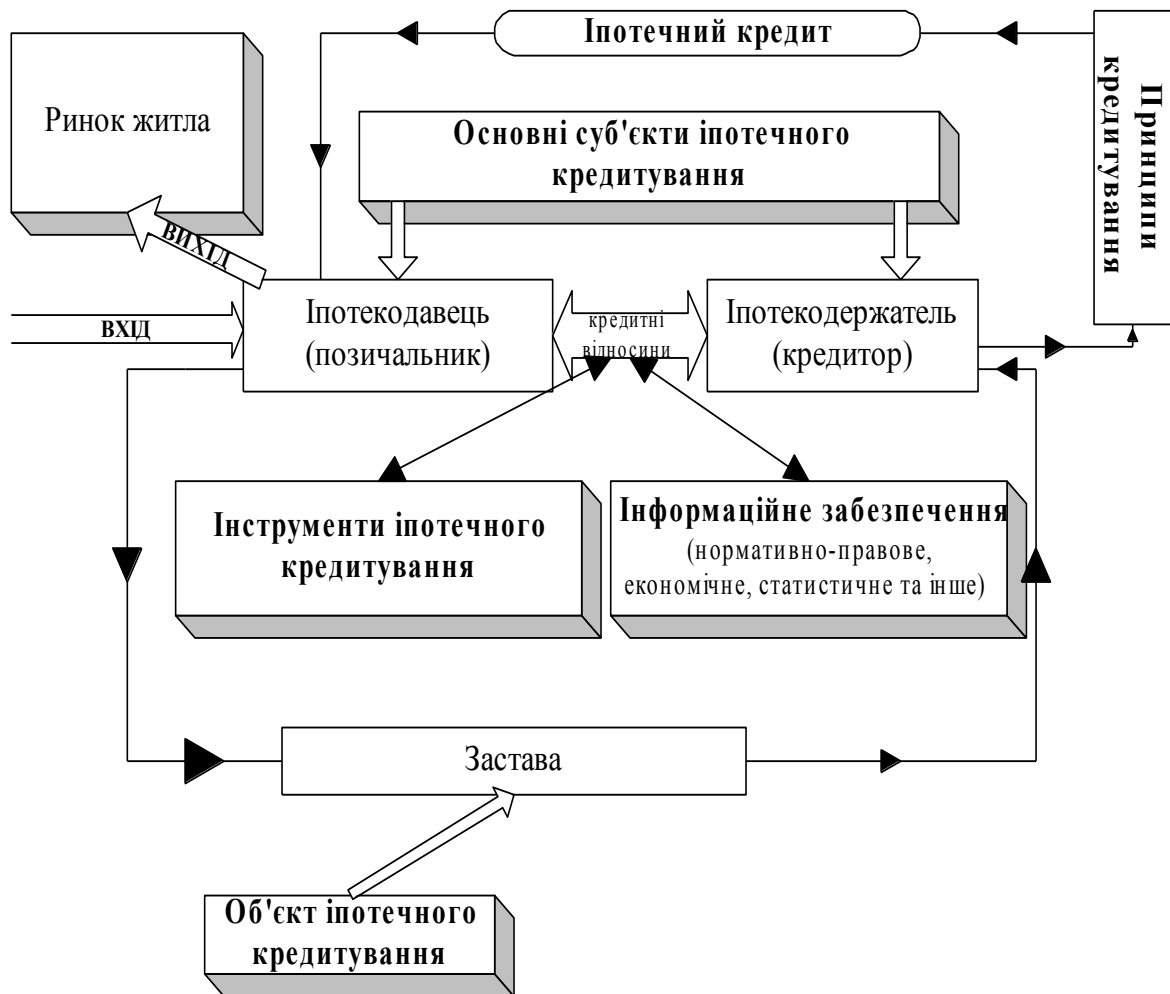 Іпотечний кредит
Принципи
кредитування
Ринок житла
Основні суб'єкти іпотечного
кредитування
ВИХІД
ВХІД
Іпотекодавець
(позичальник)
кредитні
відносини
Іпотекодержатель
(кредитор)
Інструменти іпотечного
кредитування
Інформаційне забезпечення
(нормативно-правове,
економічне, статистичне та інше)
Застава
Об'єкт іпотечного
кредитування